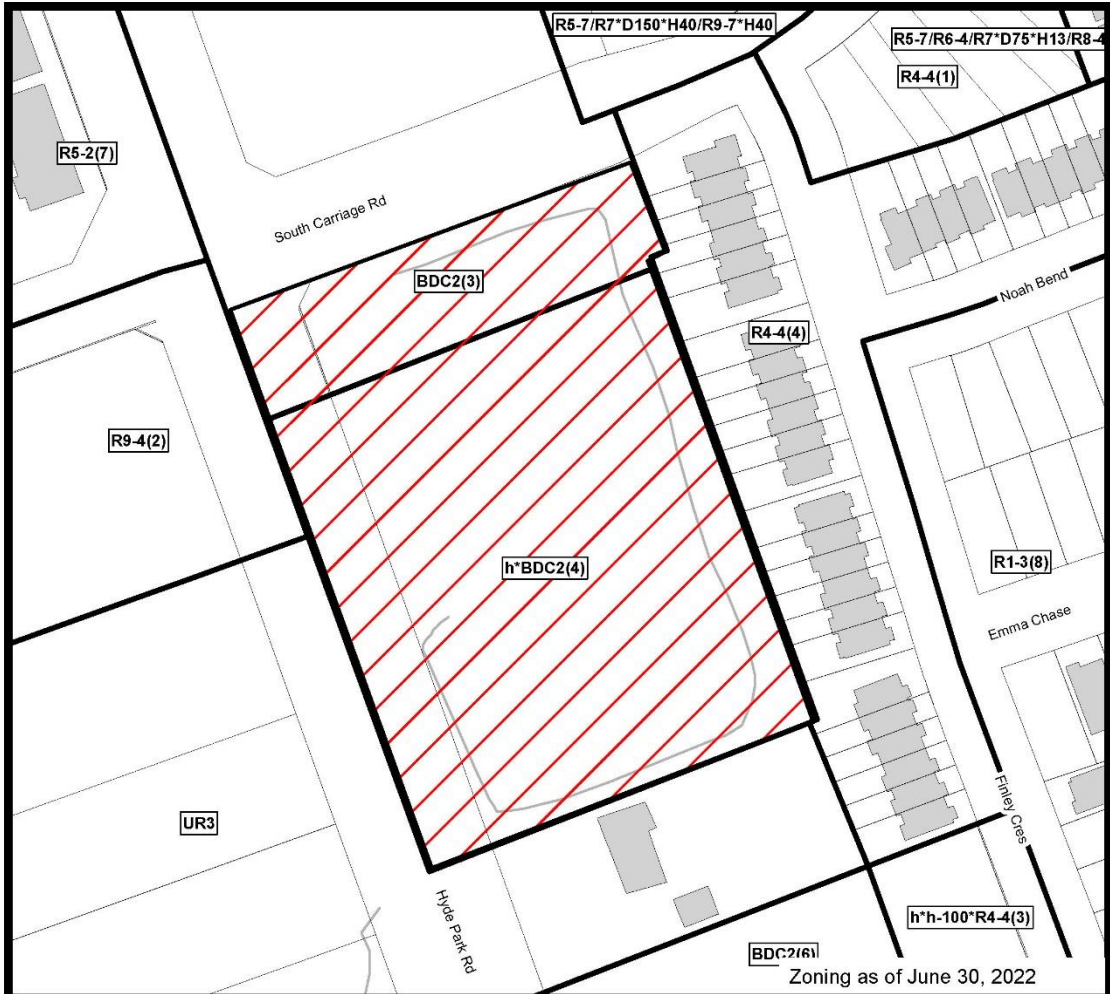 R5-7/R7*D150*H40/R9-7*H40
R5-7/R6-4/R7*D75*H13/R8-4
R4-4(1)
R5-2(7)
South Carriage Rd
BDC2(3)
Noah Bend
R4-4(4)
R9-4(2)
h*BDC2(4)
R1-3(8)
Emma Chase
UR3
Finley Cres
Hyde Park Rd
h*h-100*R4-4(3)
BDC2(6)
Zoning as of June 30, 2022